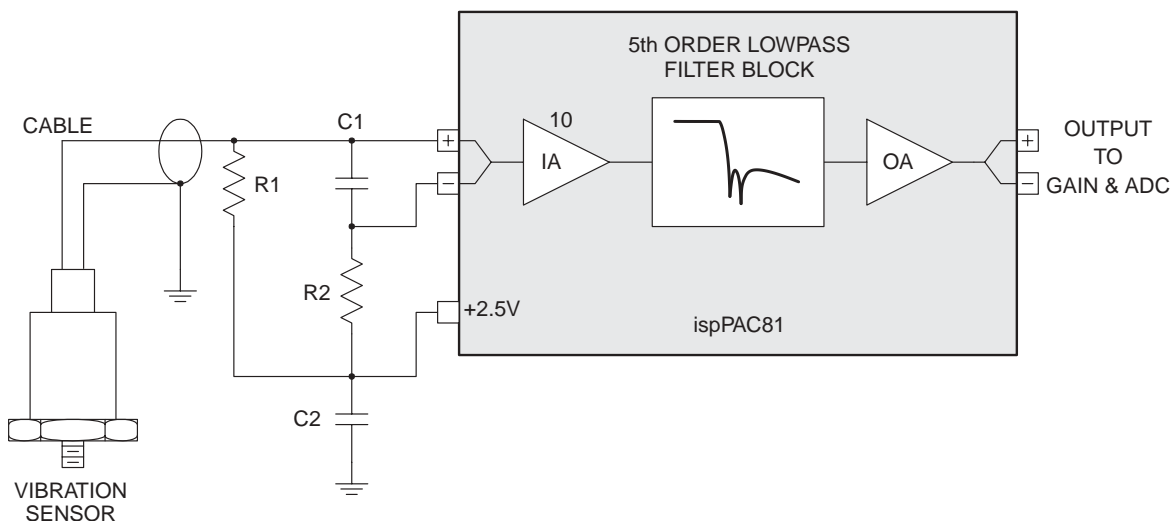 5th ORDER LOWPASS
FILTER BLOCK
CABLE
C1
10
+
−
IA
OA
+
−
OUTPUT
TO
GAIN & ADC
R1
R2
+2.5V
ispPAC81
C2
VIBRATION
SENSOR